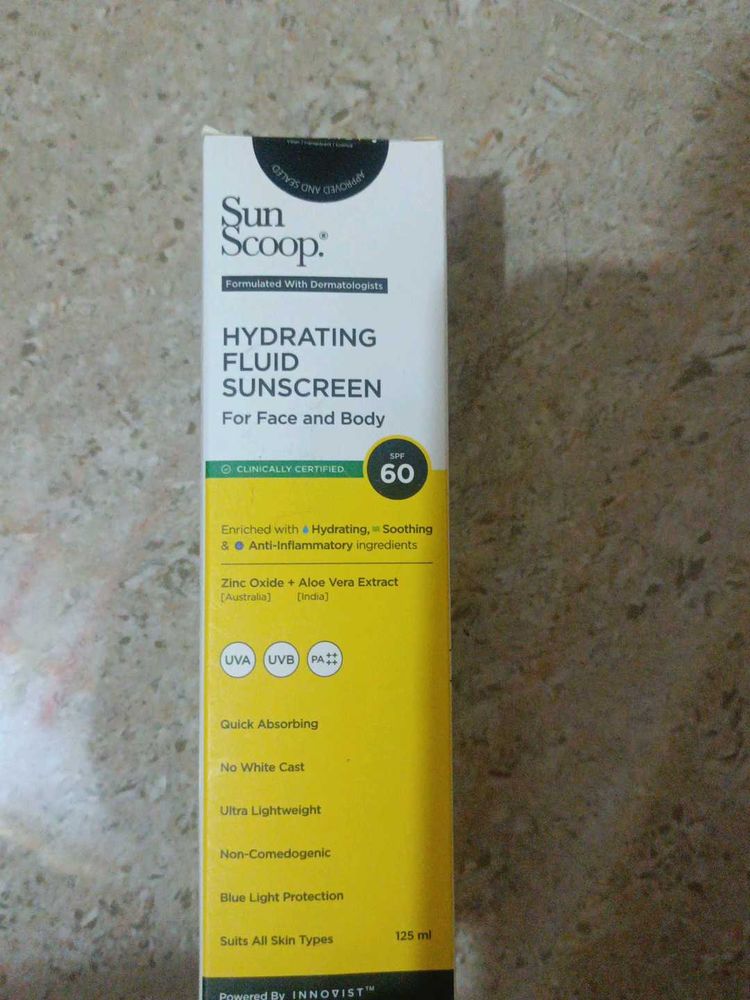 APPROVED AND SEALED
Sun
Scoop.®
Formulated With Dermatologists
HYDRATING
FLUID
SUNSCREEN
For Face and Body
CLINICALLY CERTIFIED
SPF
60
Enriched with Hydrating, Soothing
& Anti-Inflammatory ingredients
Zinc Oxide + Aloe Vera Extract
[Australia] [India]
UVA UVB PA++++
Quick Absorbing
No White Cast
Ultra Lightweight
Non-Comedogenic
Blue Light Protection
Suits All Skin Types 125 ml
Powered By INNOVIST™